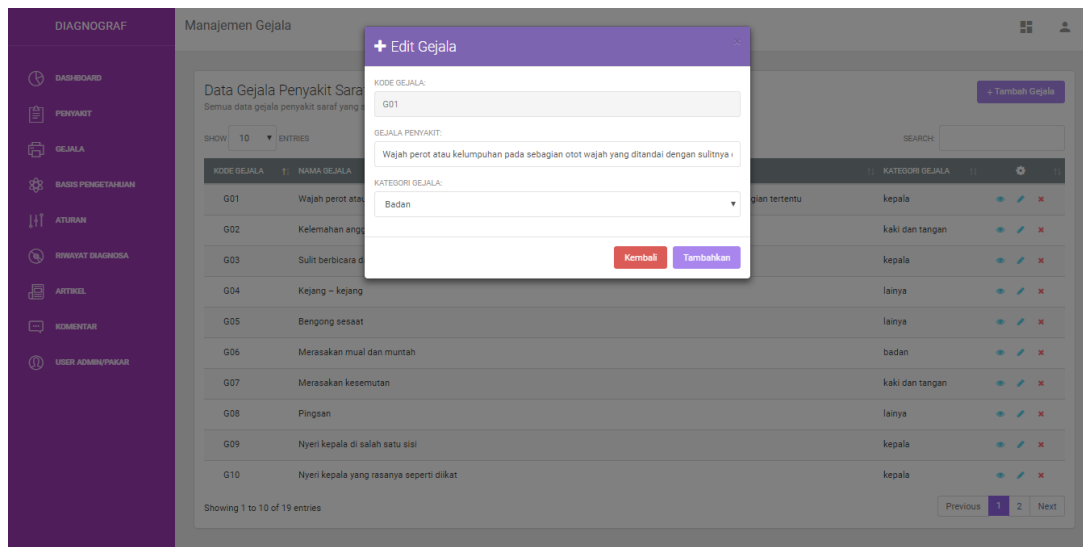 DIAGNOGRAF
Manajemen Gejala
DASHBOARD
PENYAKIT
GEJALA
BASIS PENGETAHUAN
ATURAN
RIWAYAT DIAGNOSA
ARTIKEL
KOMENTAR
USER ADMIN/PAKAR
Edit Gejala
×
KODE GEJALA:
G01
GEJALA PENYAKIT:
Wajah perot atau kelumpuhan pada sebagian otot wajah yang ditandai dengan sulitnya
KATEGORI GEJALA:
Badan
Kembali Tambahkan
Data Gejala Penyakit Sara
+ Tambah Gejala
Semua data gejala penyakit saraf yang
SHOW 10 ENTRIES SEARCH:
KODE GEJALA NAMA GEJALA KATEGORI GEJALA
G01 Wajah perot atau gian tertentu kepala
G02 Kelemahan angg kaki dan tangan
G03 Sulit berbicara d kepala
G04 Kejang – kejang lainya
G05 Bengong sesaat lainya
G06 Merasakan mual dan muntah badan
G07 Merasakan kesemutan kaki dan tangan
G08 Pingsan lainya
G09 Nyeri kepala di salah satu sisi kepala
G10 Nyeri kepala yang rasanya seperti diikat kepala
Showing 1 to 10 of 19 entries Previous 1 2 Next